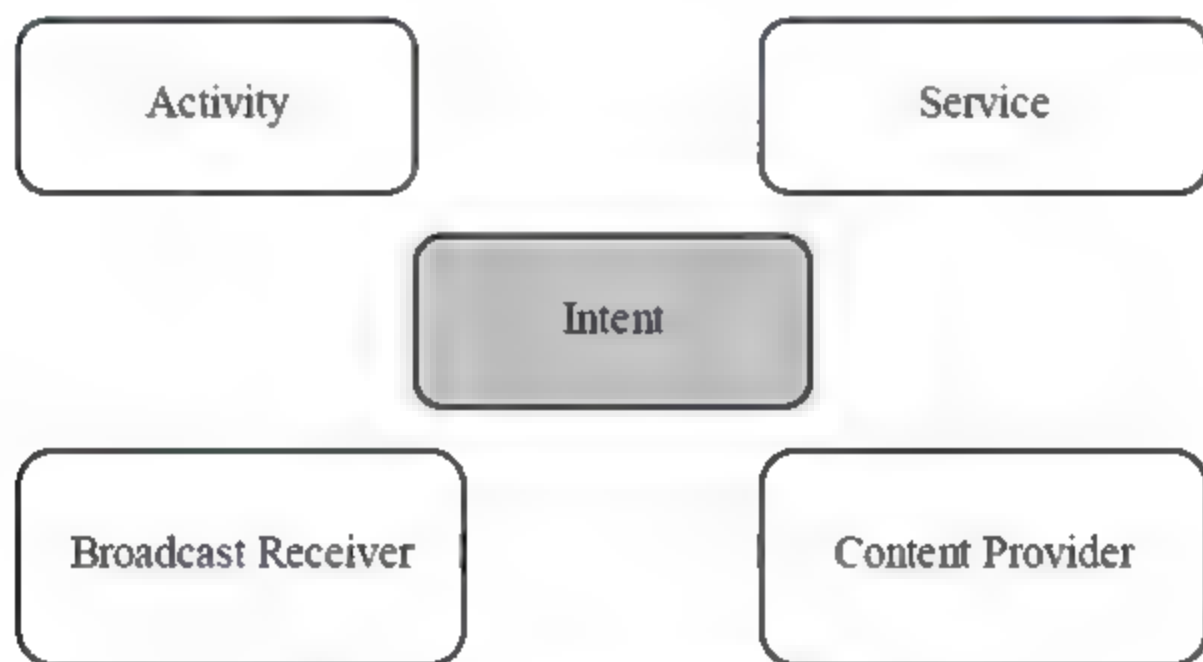 Activity
Service
Intent
Broadcast Receiver
Content Provider